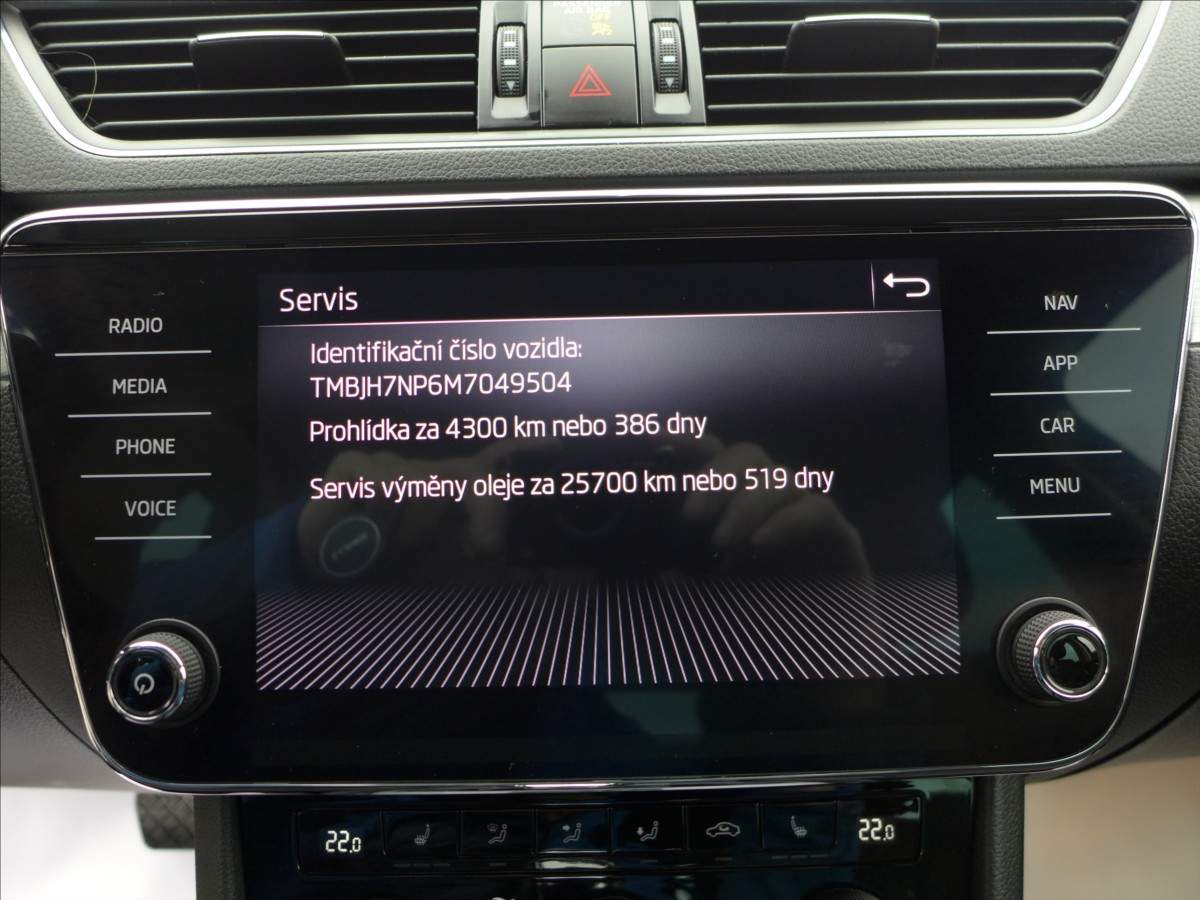 OFF
Servis
Identifikační číslo vozidla:
TMBJH7NP6M7049504
Prohlídka za 4300 km nebo 386 dny
Servis výměny oleje za 25700 km nebo 519 dny
RADIO
MEDIA
PHONE
VOICE
NAV
APP
CAR
MENU
22.0
22.0